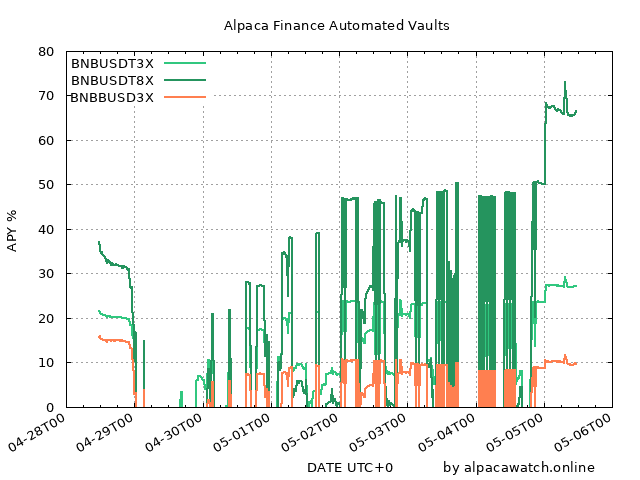 Alpaca Finance Automated Vaults
BNBUSDT3X
BNBUSDT8X
BNBBUSD3X
APY %
80
70
60
50
40
30
20
10
0
04-28T00
04-29T00
04-30T00
05-01T00
05-02T00
05-03T00
05-04T00
05-05T00
05-06T00
DATE UTC+0
by alpacawatch.online